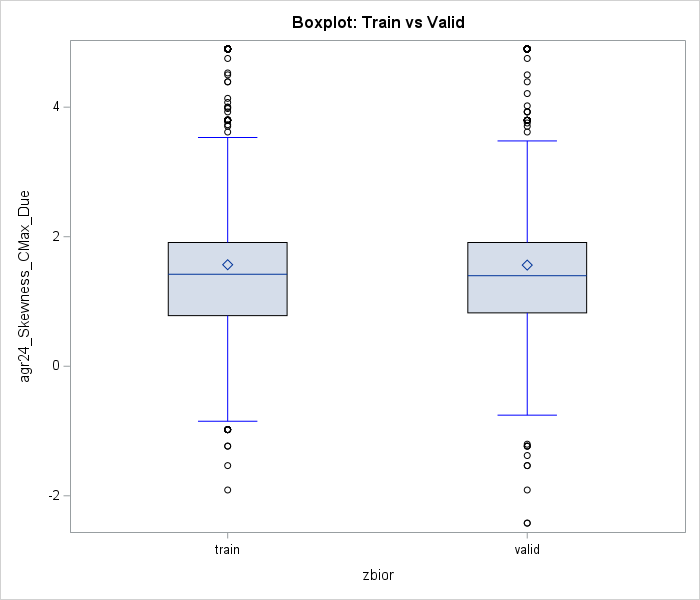 Boxplot: Train vs Valid
agr24_Skewness_CMax_Due
4
2
0
-2
train
valid
zbior